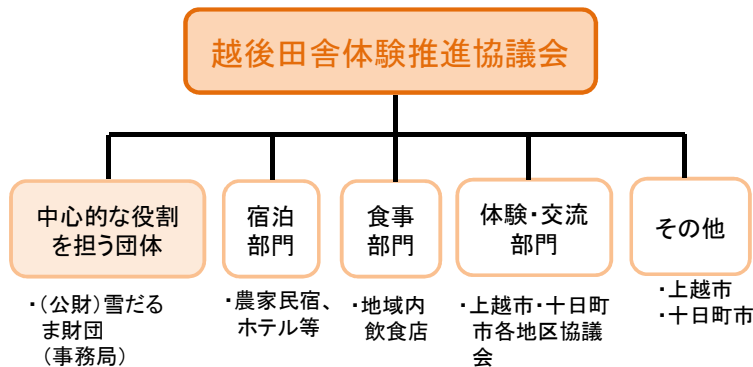 越後田舎体験推進協議会
中心的な役割
を担う団体
宿泊
部門
食事
部門
体験・交流
部門
その他
・(公財)雪だる
ま財団
(事務局)
・農家民宿、
ホテル等
・地域内
飲食店
・上越市・十日町
市各地区協議
会
・上越市
・十日町市